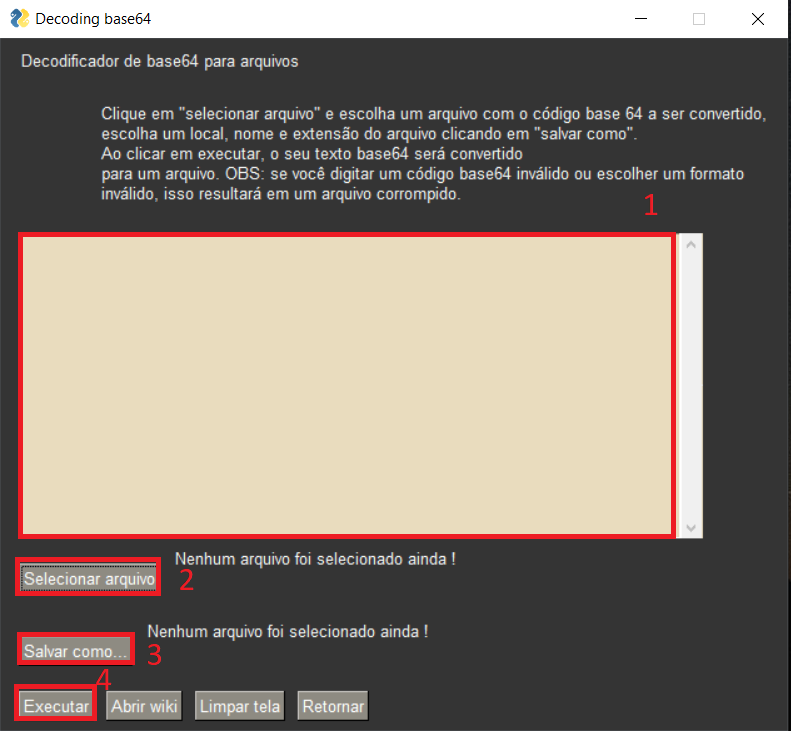 Decoding base64
Decodificador de base64 para arquivos
Clique em "selecionar arquivo" e escolha um arquivo com o código base 64 a ser convertido,
escolha um local, nome e extensão do arquivo clicando em "salvar como".
Ao clicar em executar, o seu texto base64 será convertido
para um arquivo. OBS: se você digitar um código base64 inválido ou escolher um formato
inválido, isso resultará em um arquivo corrompido.
1
Nenhum arquivo foi selecionado ainda !
Selecionar arquivo 2
Nenhum arquivo foi selecionado ainda !
Salvar como... 3
4
Executar Abrir wiki Limpar tela Retornar